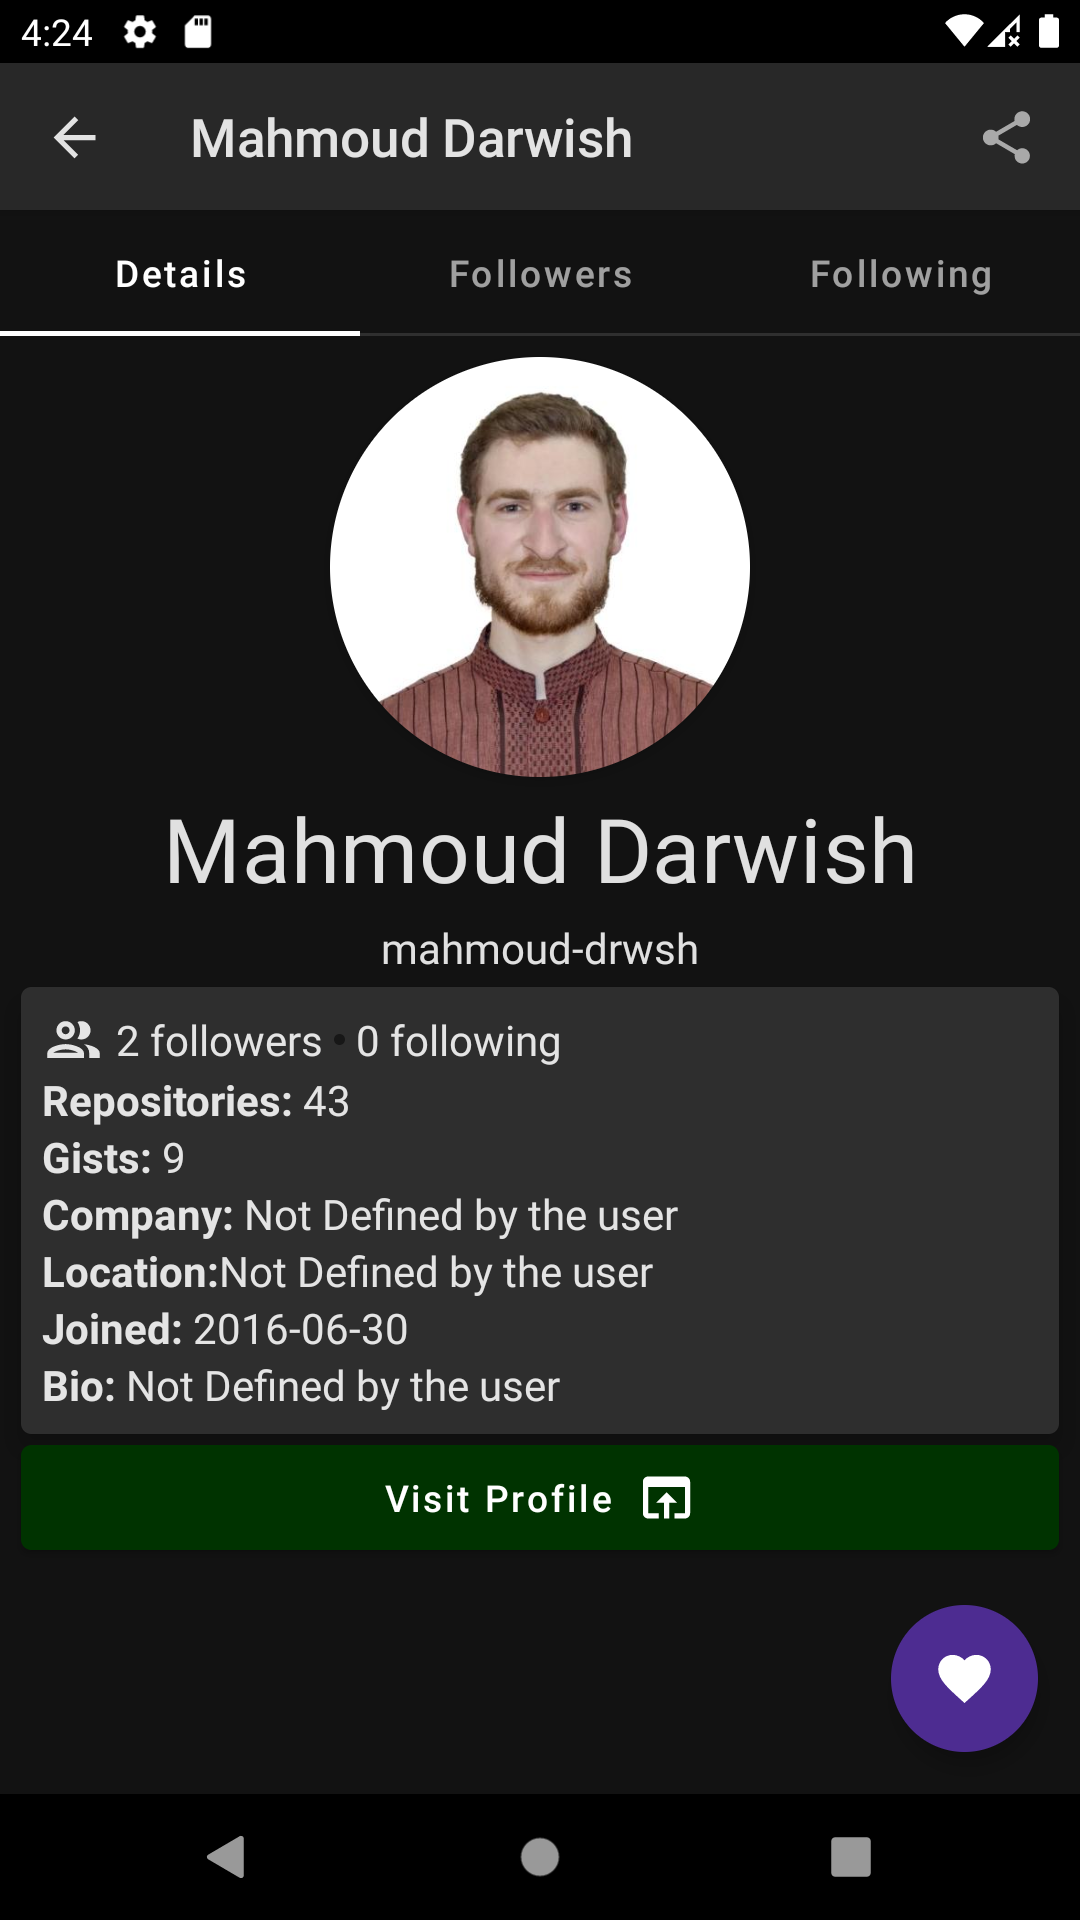 4:24
Mahmoud Darwish
Details Followers Following
Mahmoud Darwish
mahmoud-drwsh
2 followers • 0 following
Repositories: 43
Gists: 9
Company: Not Defined by the user
Location:Not Defined by the user
Joined: 2016-06-30
Bio: Not Defined by the user
Visit Profile